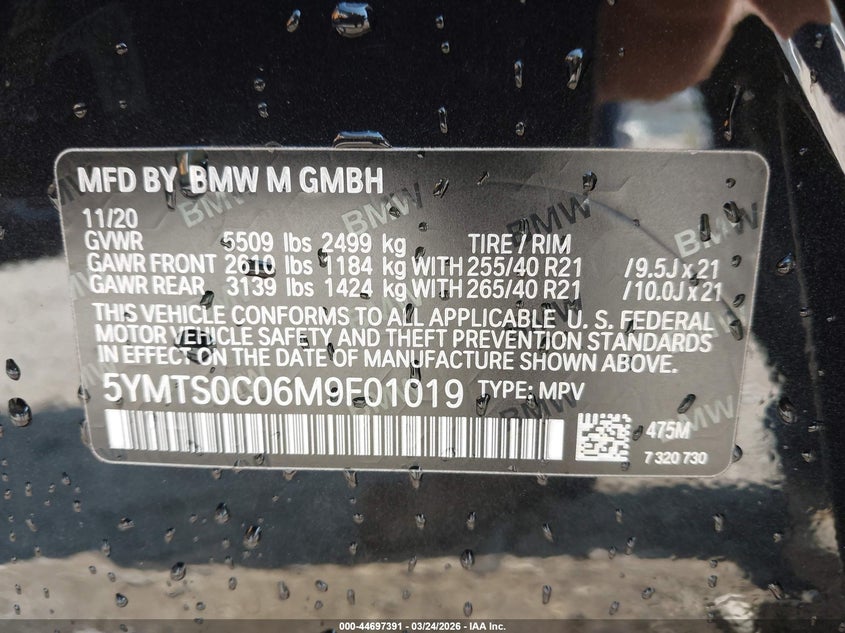 MFD BY BMW M GMBH
11/20
GVWR 5509 lbs 2499 kg TIRE / RIM
GAWR FRONT 2610 lbs 1184 kg WITH 255/40 R21 /9.5J x 21
GAWR REAR 3139 lbs 1424 kg WITH 265/40 R21 /10.0J x 21
THIS VEHICLE CONFORMS TO ALL APPLICABLE U. S. FEDERAL
MOTOR VEHICLE SAFETY AND THEFT PREVENTION STANDARDS
IN EFFECT ON THE DATE OF MANUFACTURE SHOWN ABOVE.
5YMTS0C06M9F01019 TYPE: MPV
475M
7 320 730
000-44697391 - 03/24/2026 - IAA Inc.